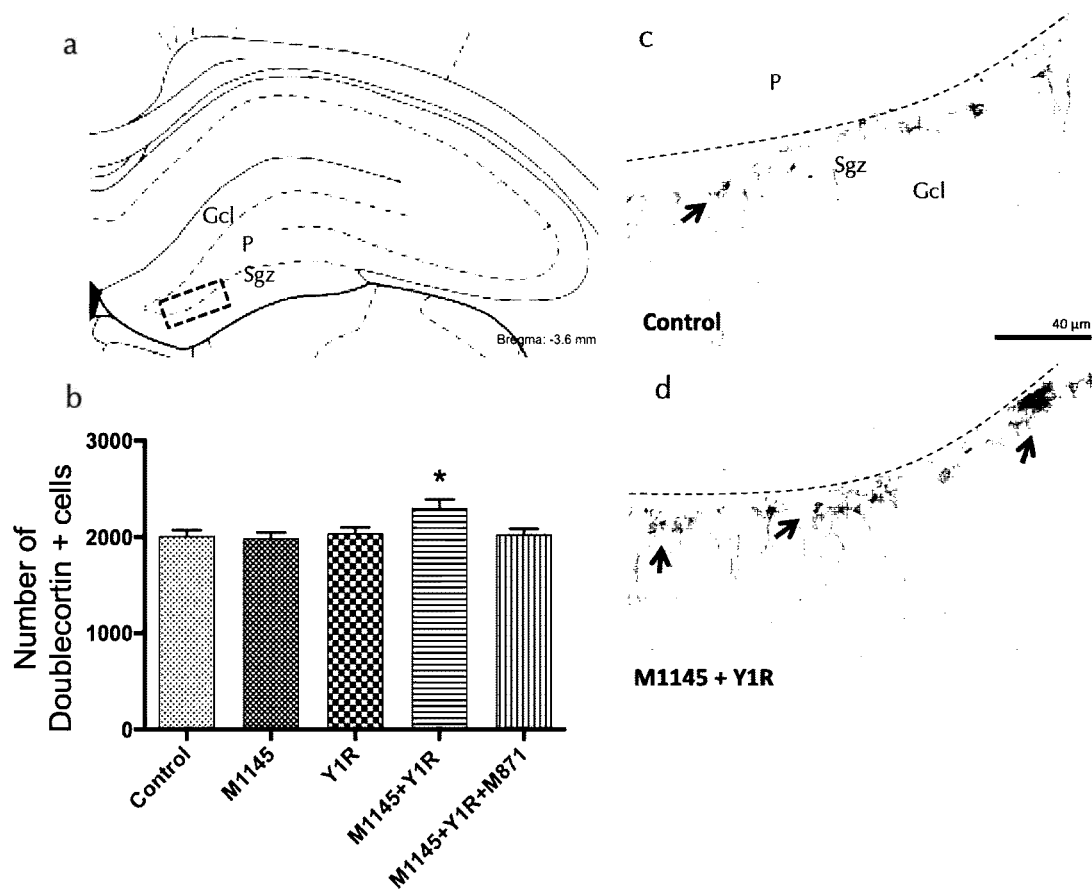 a
Gcl
P
Sgz
Bregma: -3.6 mm
b
Number of
Doublecortin + cells
3000
2000
1000
0
*
Control
M1145
Y1R
M1145+Y1R
M1145+Y1R+M871
c
P
Sgz
Gcl
Control
40 µm
d
M1145 + Y1R